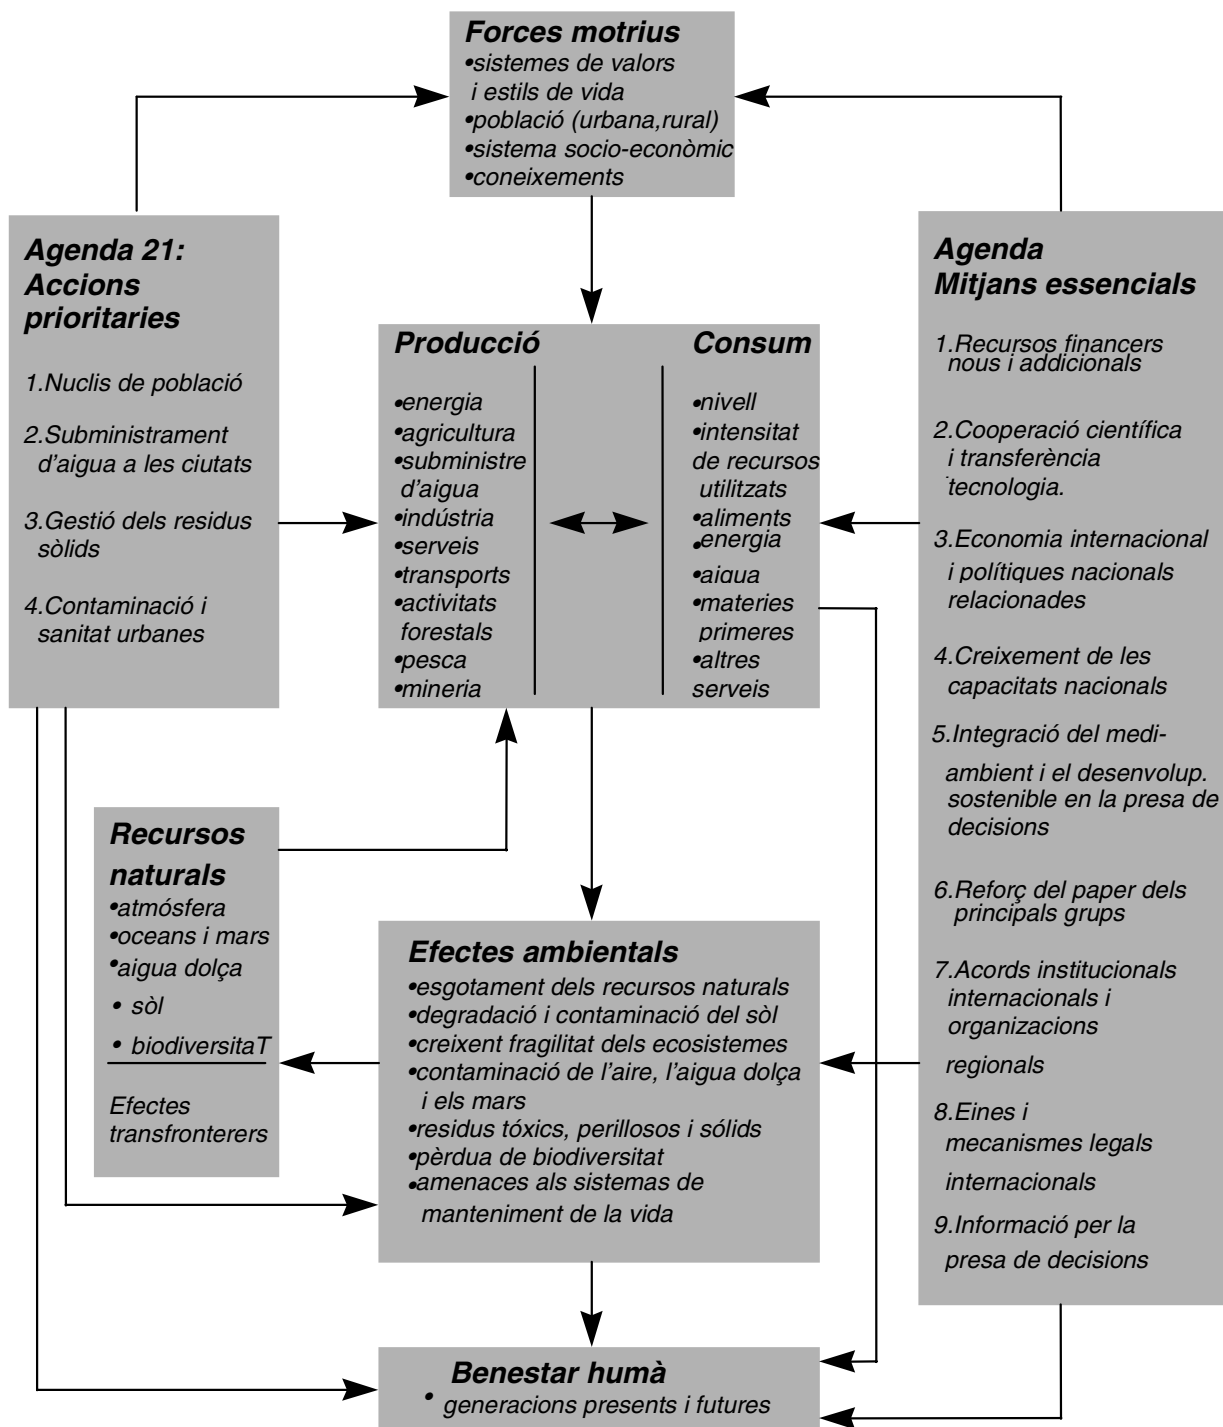 Forces motrius
•sistemes de valors
i estils de vida
•població (urbana,rural)
•sistema socio-econòmic
•coneixements
Agenda 21:
Accions
prioritaries
1.Nuclis de població
2.Subministrament
d'aigua a les ciutats
3.Gestió dels residus
sòlids
4.Contaminació i
sanitat urbanes
Producció
•energia
•agricultura
•subministre
d'aigua
•indústria
•serveis
•transports
•activitats
forestals
•pesca
•mineria
Consum
•nivell
•intensitat
de recursos
utilitzats
•aliments
•energia
•aigua
•materies
primeres
•altres
serveis
Agenda
Mitjans essencials
1.Recursos financers
nous i addicionals
2.Cooperació científica
i transferència
tecnologia.
3.Economia internacional
i polítiques nacionals
relacionades
4.Creixement de les
capacitats nacionals
5.Integració del medi-
ambient i el desenvolup.
sostenible en la presa de
decisions
6.Reforç del paper dels
principals grups
7.Acords institucionals
internacionals i
organizacions
regionals
8.Eines i
mecanismes legals
internacionals
9.Informació per la
presa de decisions
Recursos
naturals
•atmósfera
•oceans i mars
•aigua dolça
• sòl
• biodiversitaT
Efectes
transfronterers
Efectes ambientals
•esgotament dels recursos naturals
•degradació i contaminació del sòl
•creixent fragilitat dels ecosistemes
•contaminació de l'aire, l'aigua dolça
i els mars
•residus tóxics, perillosos i sólids
•pèrdua de biodiversitat
•amenaces als sistemas de
manteniment de la vida
Benestar humà
• generacions presents i futures